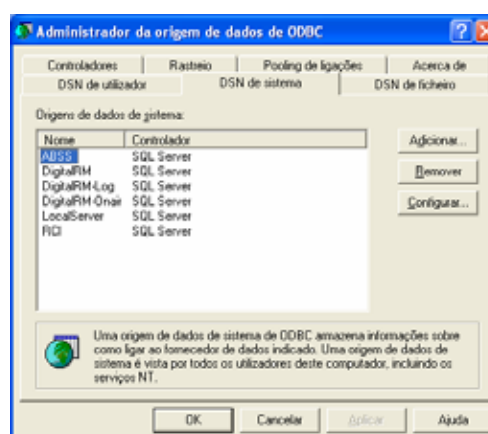 Administrador da origem de dados de ODBC
Controladores Rastreio Pooling de ligações Acerca de
DSN de utilizador DSN de sistema DSN de ficheiro
Origens de dados de sistema:
Nome Controlador
ABSS SQL Server
DigitalRM SQL Server
DigitalRM-Log SQL Server
DigitalRM-Onair SQL Server
LocalServer SQL Server
RCI SQL Server
Adicionar...
Remover
Configurar...
Uma origem de dados de sistema de ODBC armazena informações sobre
como ligar ao fornecedor de dados indicado. Uma origem de dados de
sistema é vista por todos os utilizadores deste computador, incluindo os
serviços NT.
OK Cancelar Aplicar Ajuda